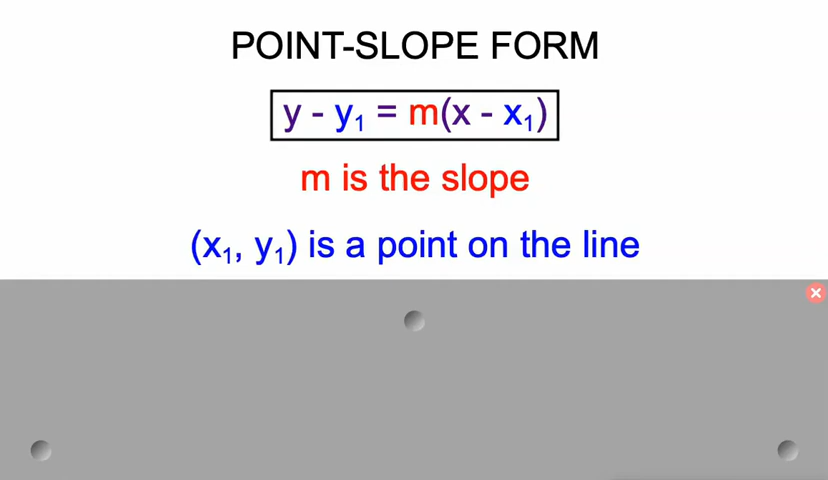 POINT-SLOPE FORM
y - y₁ = m(x - x₁)
m is the slope
(x₁, y₁) is a point on the line